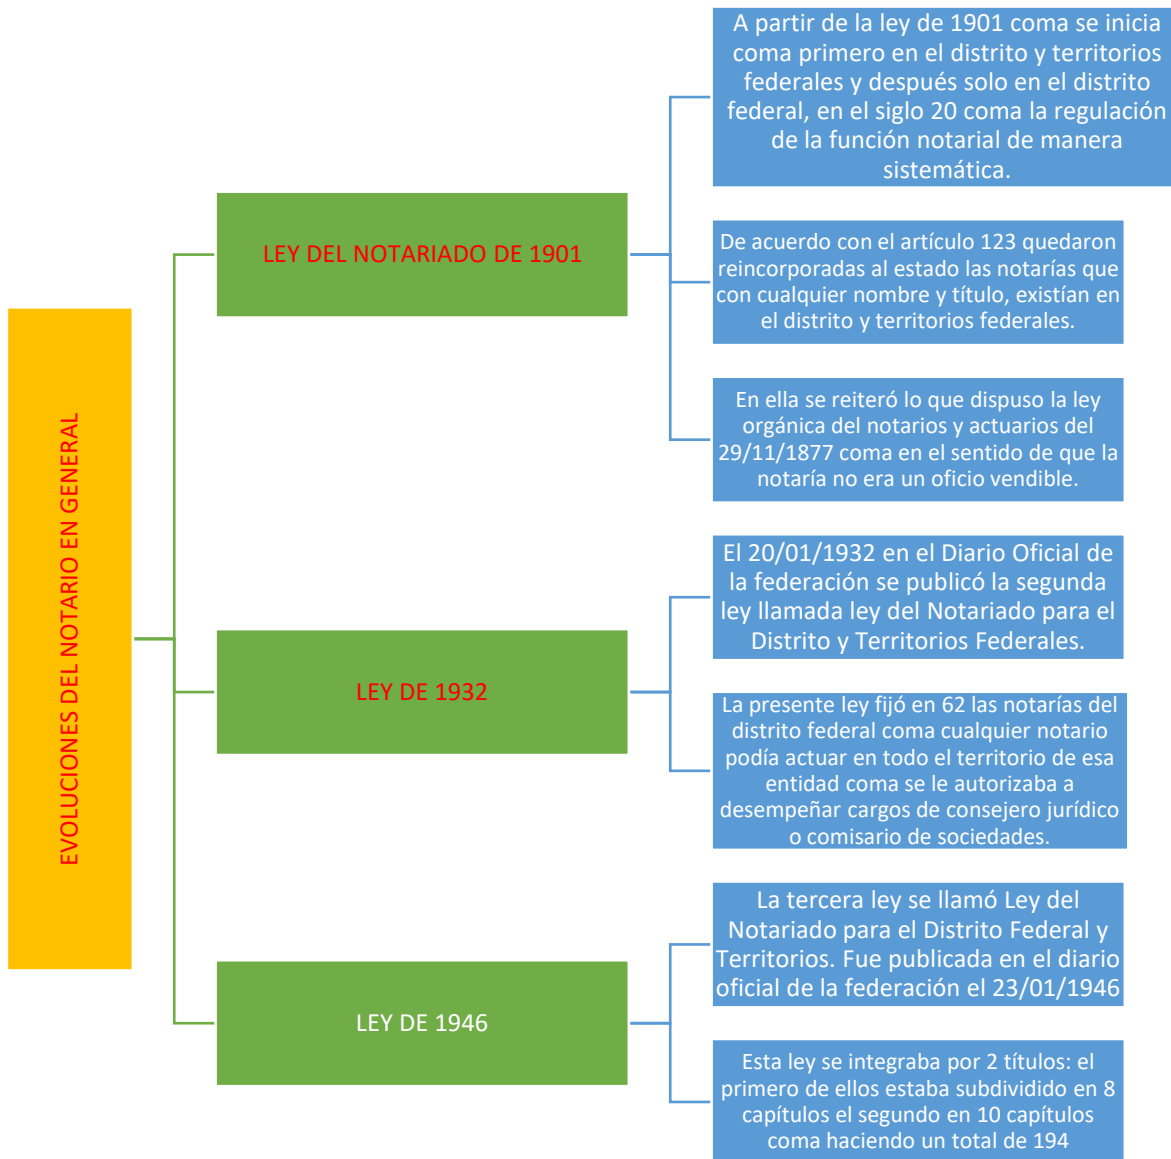 EVOLUCIONES DEL NOTARIO EN GENERAL
LEY DEL NOTARIADO DE 1901
A partir de la ley de 1901 coma se inicia
coma primero en el distrito y territorios
federales y después solo en el distrito
federal, en el siglo 20 coma la regulación
de la función notarial de manera
sistemática.
De acuerdo con el artículo 123 quedaron
reincorporadas al estado las notarías que
con cualquier nombre y título, existían en
el distrito y territorios federales.
En ella se reiteró lo que dispuso la ley
orgánica del notarios y actuarios del
29/11/1877 coma en el sentido de que la
notaría no era un oficio vendible.
LEY DE 1932
El 20/01/1932 en el Diario Oficial de
la federación se publicó la segunda
ley llamada ley del Notariado para el
Distrito y Territorios Federales.
La presente ley fijó en 62 las notarías del
distrito federal coma cualquier notario
podía actuar en todo el territorio de esa
entidad coma se le autorizaba a
desempeñar cargos de consejero jurídico
o comisario de sociedades.
LEY DE 1946
La tercera ley se llamó Ley del
Notariado para el Distrito Federal y
Territorios. Fue publicada en el diario
oficial de la federación el 23/01/1946
Esta ley se integraba por 2 títulos: el
primero de ellos estaba subdividido en 8
capítulos el segundo en 10 capítulos
coma haciendo un total de 194